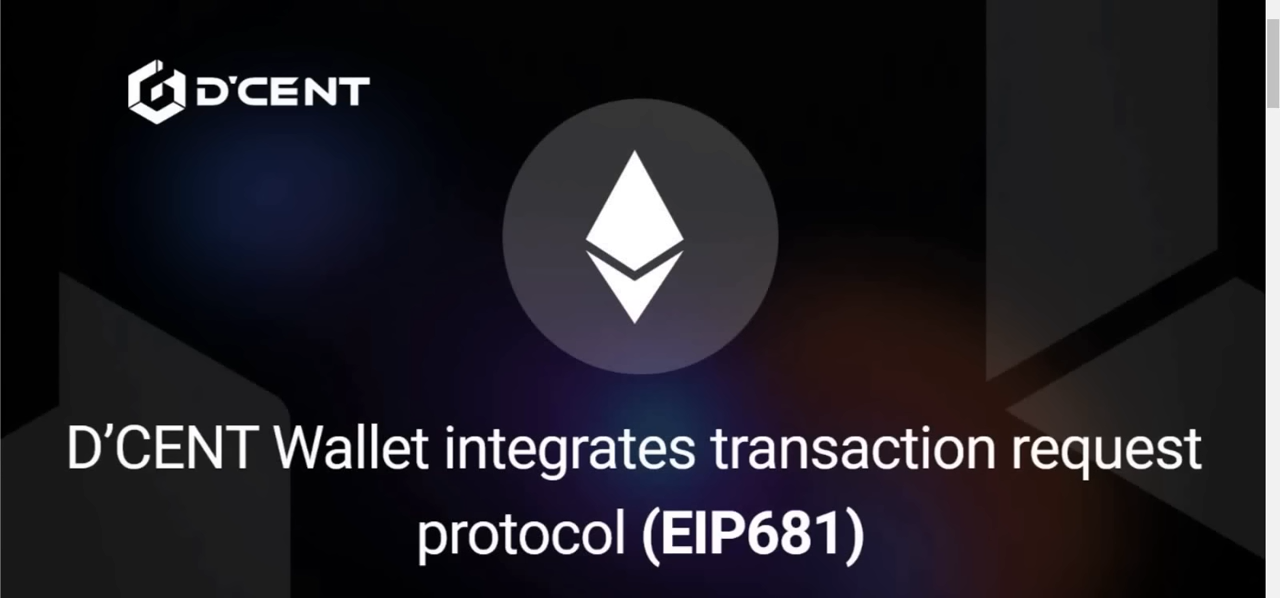 D'CENT
D’CENT Wallet integrates transaction request
protocol (EIP681)